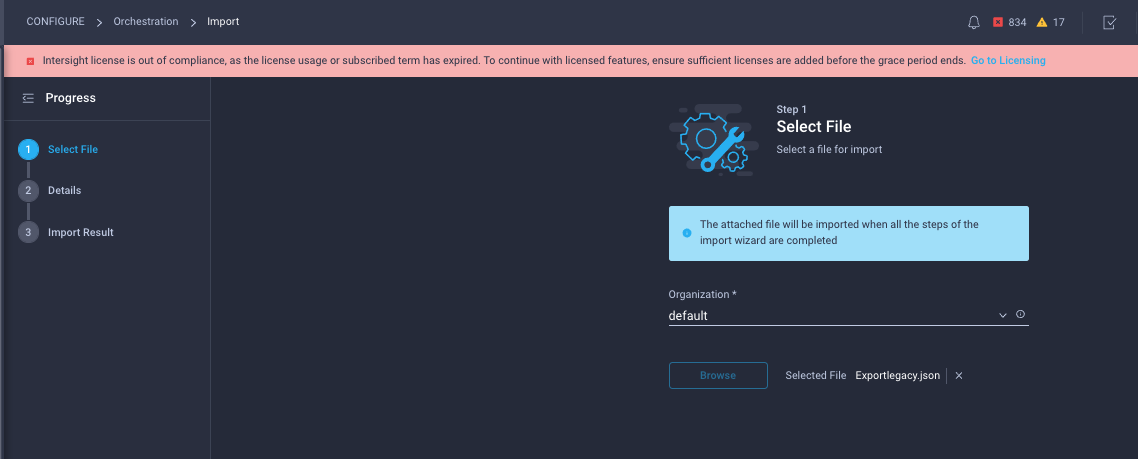 CONFIGURE > Orchestration > Import
834 17
Intersight license is out of compliance, as the license usage or subscribed term has expired. To continue with licensed features, ensure sufficient licenses are added before the grace period ends. Go to Licensing
Progress
1 Select File
2 Details
3 Import Result
Step 1
Select File
Select a file for import
The attached file will be imported when all the steps of the
import wizard are completed
Organization *
default
Browse Selected File Exportlegacy.json